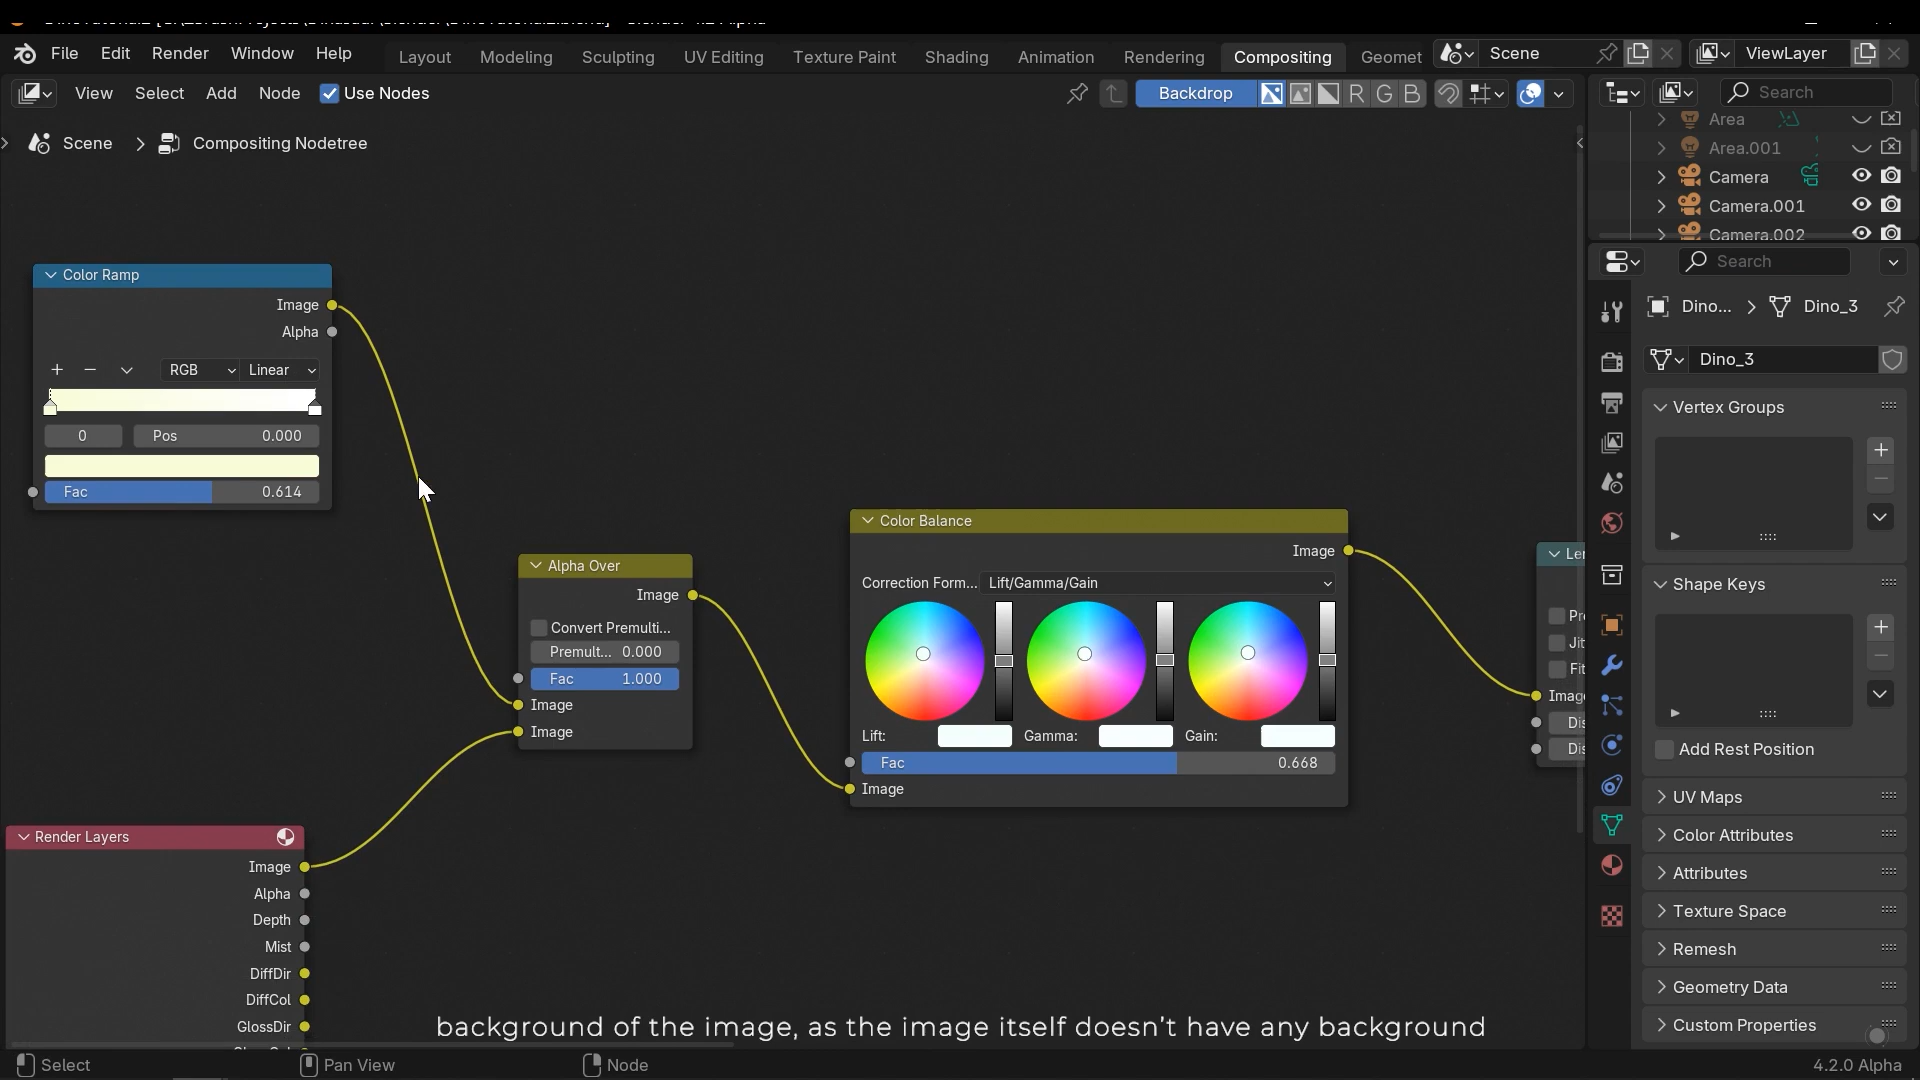 File Edit Render Window Help Layout Modeling Sculpting UV Editing Texture Paint Shading Animation Rendering Compositing Geomet Scene ViewLayer
View Select Add Node Use Nodes Backdrop R G B Search
Scene > Compositing Nodetree
Area
Area.001
Camera
Camera.001
Camera.002
Search
Dino... > Dino_3
Dino_3
Vertex Groups
Shape Keys
Add Rest Position
UV Maps
Color Attributes
Attributes
Texture Space
Remesh
Geometry Data
Custom Properties
Color Ramp
Image
Alpha
RGB Linear
0 Pos 0.000
Fac 0.614
Alpha Over
Image
Convert Premulti...
Premult... 0.000
Fac 1.000
Image
Image
Color Balance
Image
Correction Form... Lift/Gamma/Gain
Lift: Gamma: Gain:
Fac 0.668
Image
Render Layers
Image
Alpha
Depth
Mist
DiffDir
DiffCol
GlossDir
background of the image, as the image itself doesn't have any background
Select Pan View Node 4.2.0 Alpha